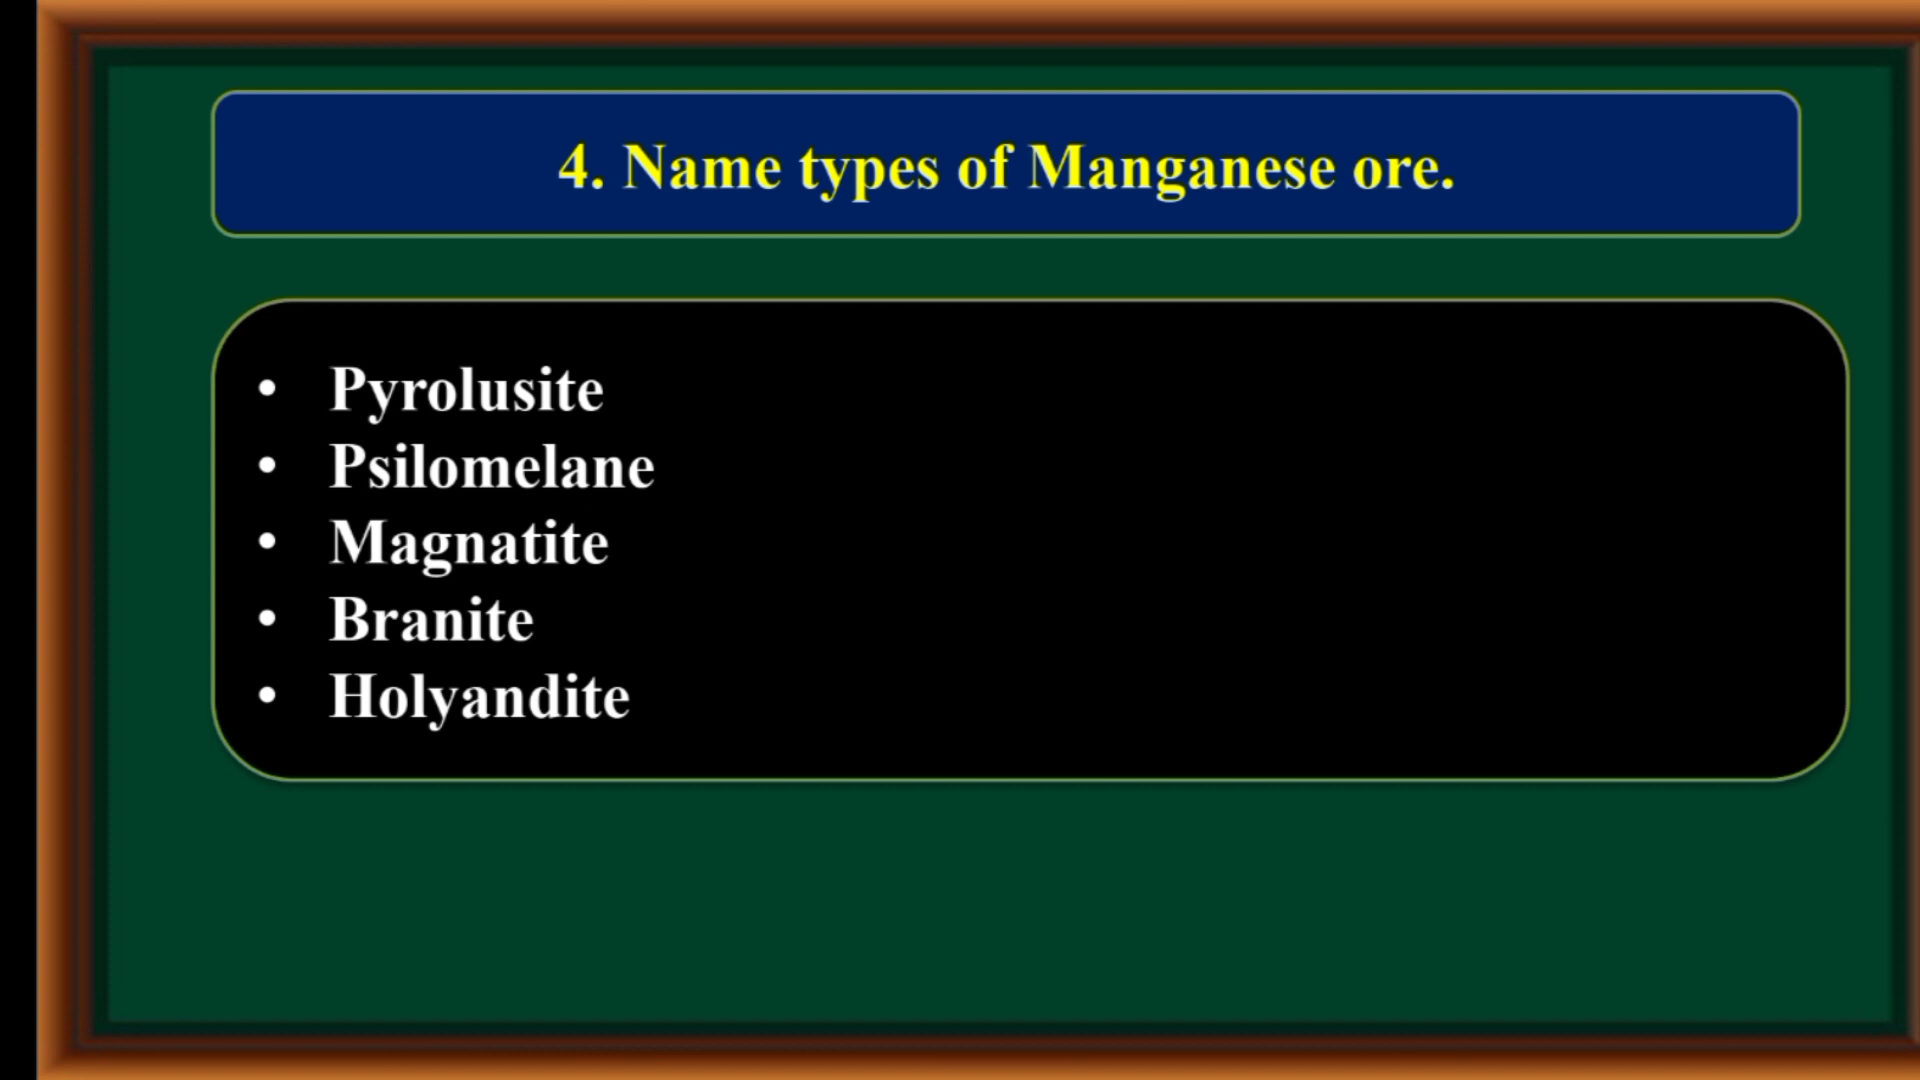 4. Name types of Manganese ore.
• Pyrolusite
• Psilomelane
• Magnatite
• Branite
• Holyandite